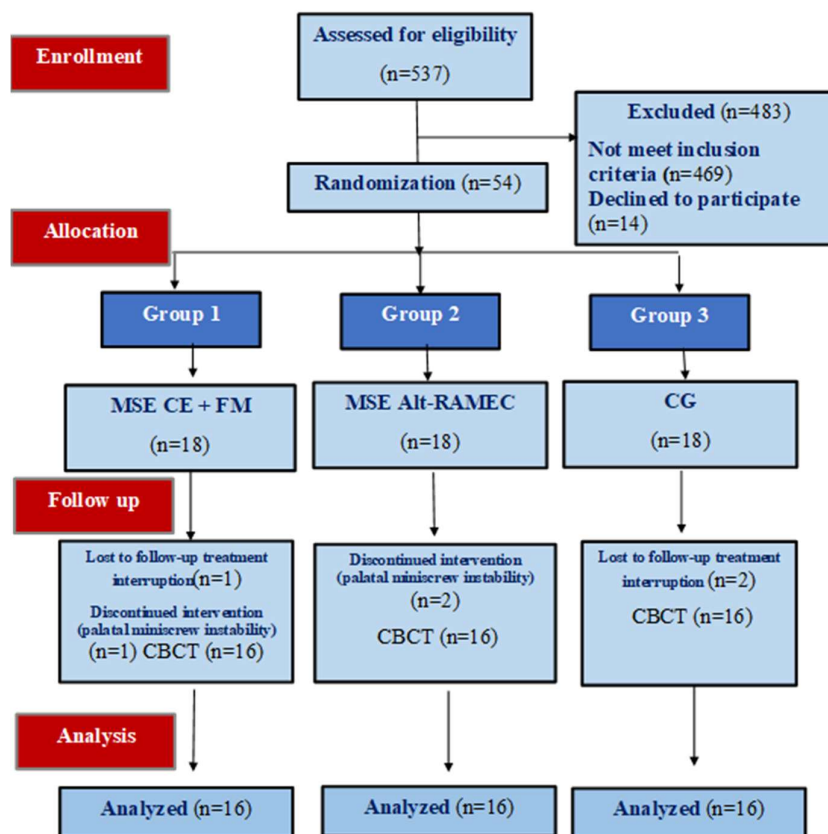 Enrollment
Assessed for eligibility
(n=537)
Excluded (n=483)
Not meet inclusion
criteria (n=469)
Declined to participate
(n=14)
Randomization (n=54)
Allocation
Group 1
Group 2
Group 3
MSE CE + FM
(n=18)
MSE Alt-RAMEC
(n=18)
CG
(n=18)
Follow up
Lost to follow-up treatment
interruption(n=1)
Discontinued intervention
(palatal miniscrew instability)
(n=1) CBCT (n=16)
Discontinued intervention
(palatal miniscrew instability)
(n=2)
CBCT (n=16)
Lost to follow-up treatment
interruption (n=2)
CBCT (n=16)
Analysis
Analyzed (n=16)
Analyzed (n=16)
Analyzed (n=16)